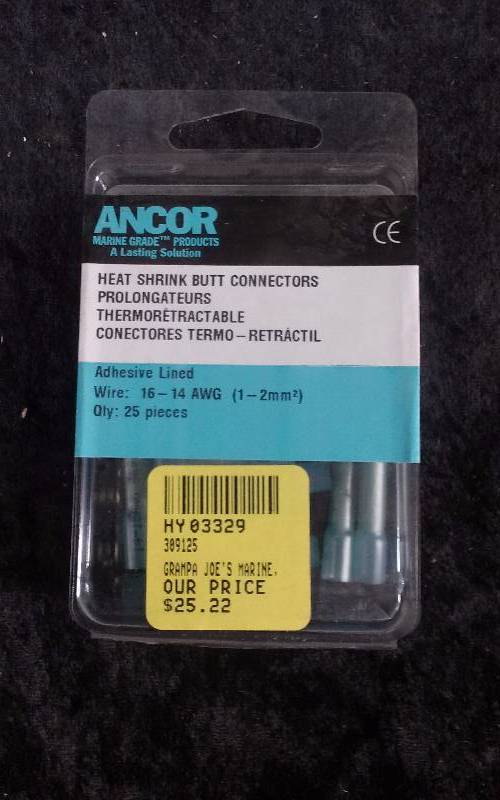 ANCOR
MARINE GRADE™ PRODUCTS
A Lasting Solution
CE
HEAT SHRINK BUTT CONNECTORS
PROLONGATEURS
THERMORÉTRACTABLE
CONECTORES TERMO–RETRÁCTIL
Adhesive Lined
Wire: 16–14 AWG (1–2mm²)
Qly: 25 pieces
HY 03329
309125
GRAMPA JOE'S MARINE,
OUR PRICE
$25.22